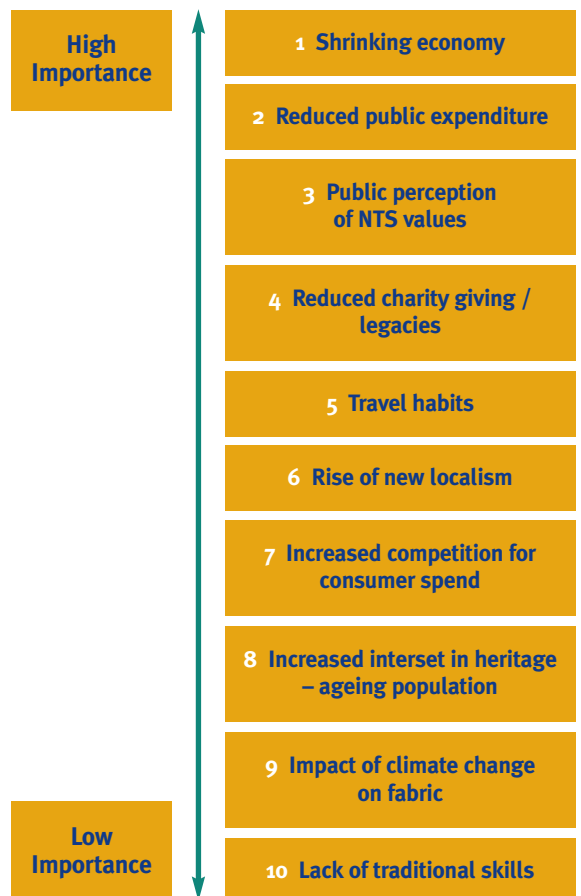 High
Importance
1 Shrinking economy
2 Reduced public expenditure
3 Public perception
of NTS values
4 Reduced charity giving /
legacies
5 Travel habits
6 Rise of new localism
7 Increased competition for
consumer spend
8 Increased interset in heritage
– ageing population
9 Impact of climate change
on fabric
Low
Importance
10 Lack of traditional skills